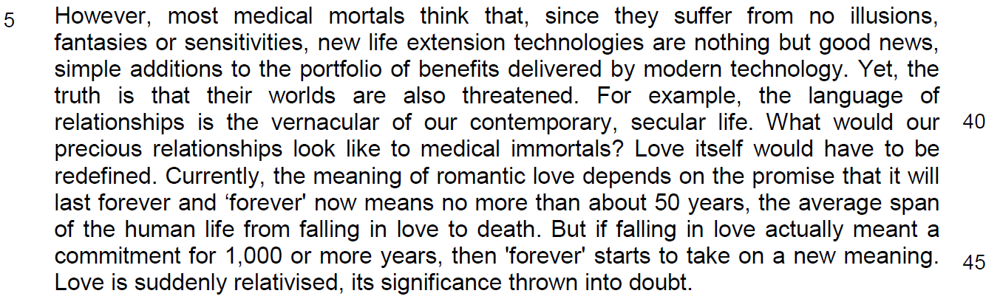 5 However, most medical mortals think that, since they suffer from no illusions,
fantasies or sensitivities, new life extension technologies are nothing but good news,
simple additions to the portfolio of benefits delivered by modern technology. Yet, the
truth is that their worlds are also threatened. For example, the language of
relationships is the vernacular of our contemporary, secular life. What would our 40
precious relationships look like to medical immortals? Love itself would have to be
redefined. Currently, the meaning of romantic love depends on the promise that it will
last forever and ‘forever' now means no more than about 50 years, the average span
of the human life from falling in love to death. But if falling in love actually meant a
commitment for 1,000 or more years, then 'forever' starts to take on a new meaning. 45
Love is suddenly relativised, its significance thrown into doubt.